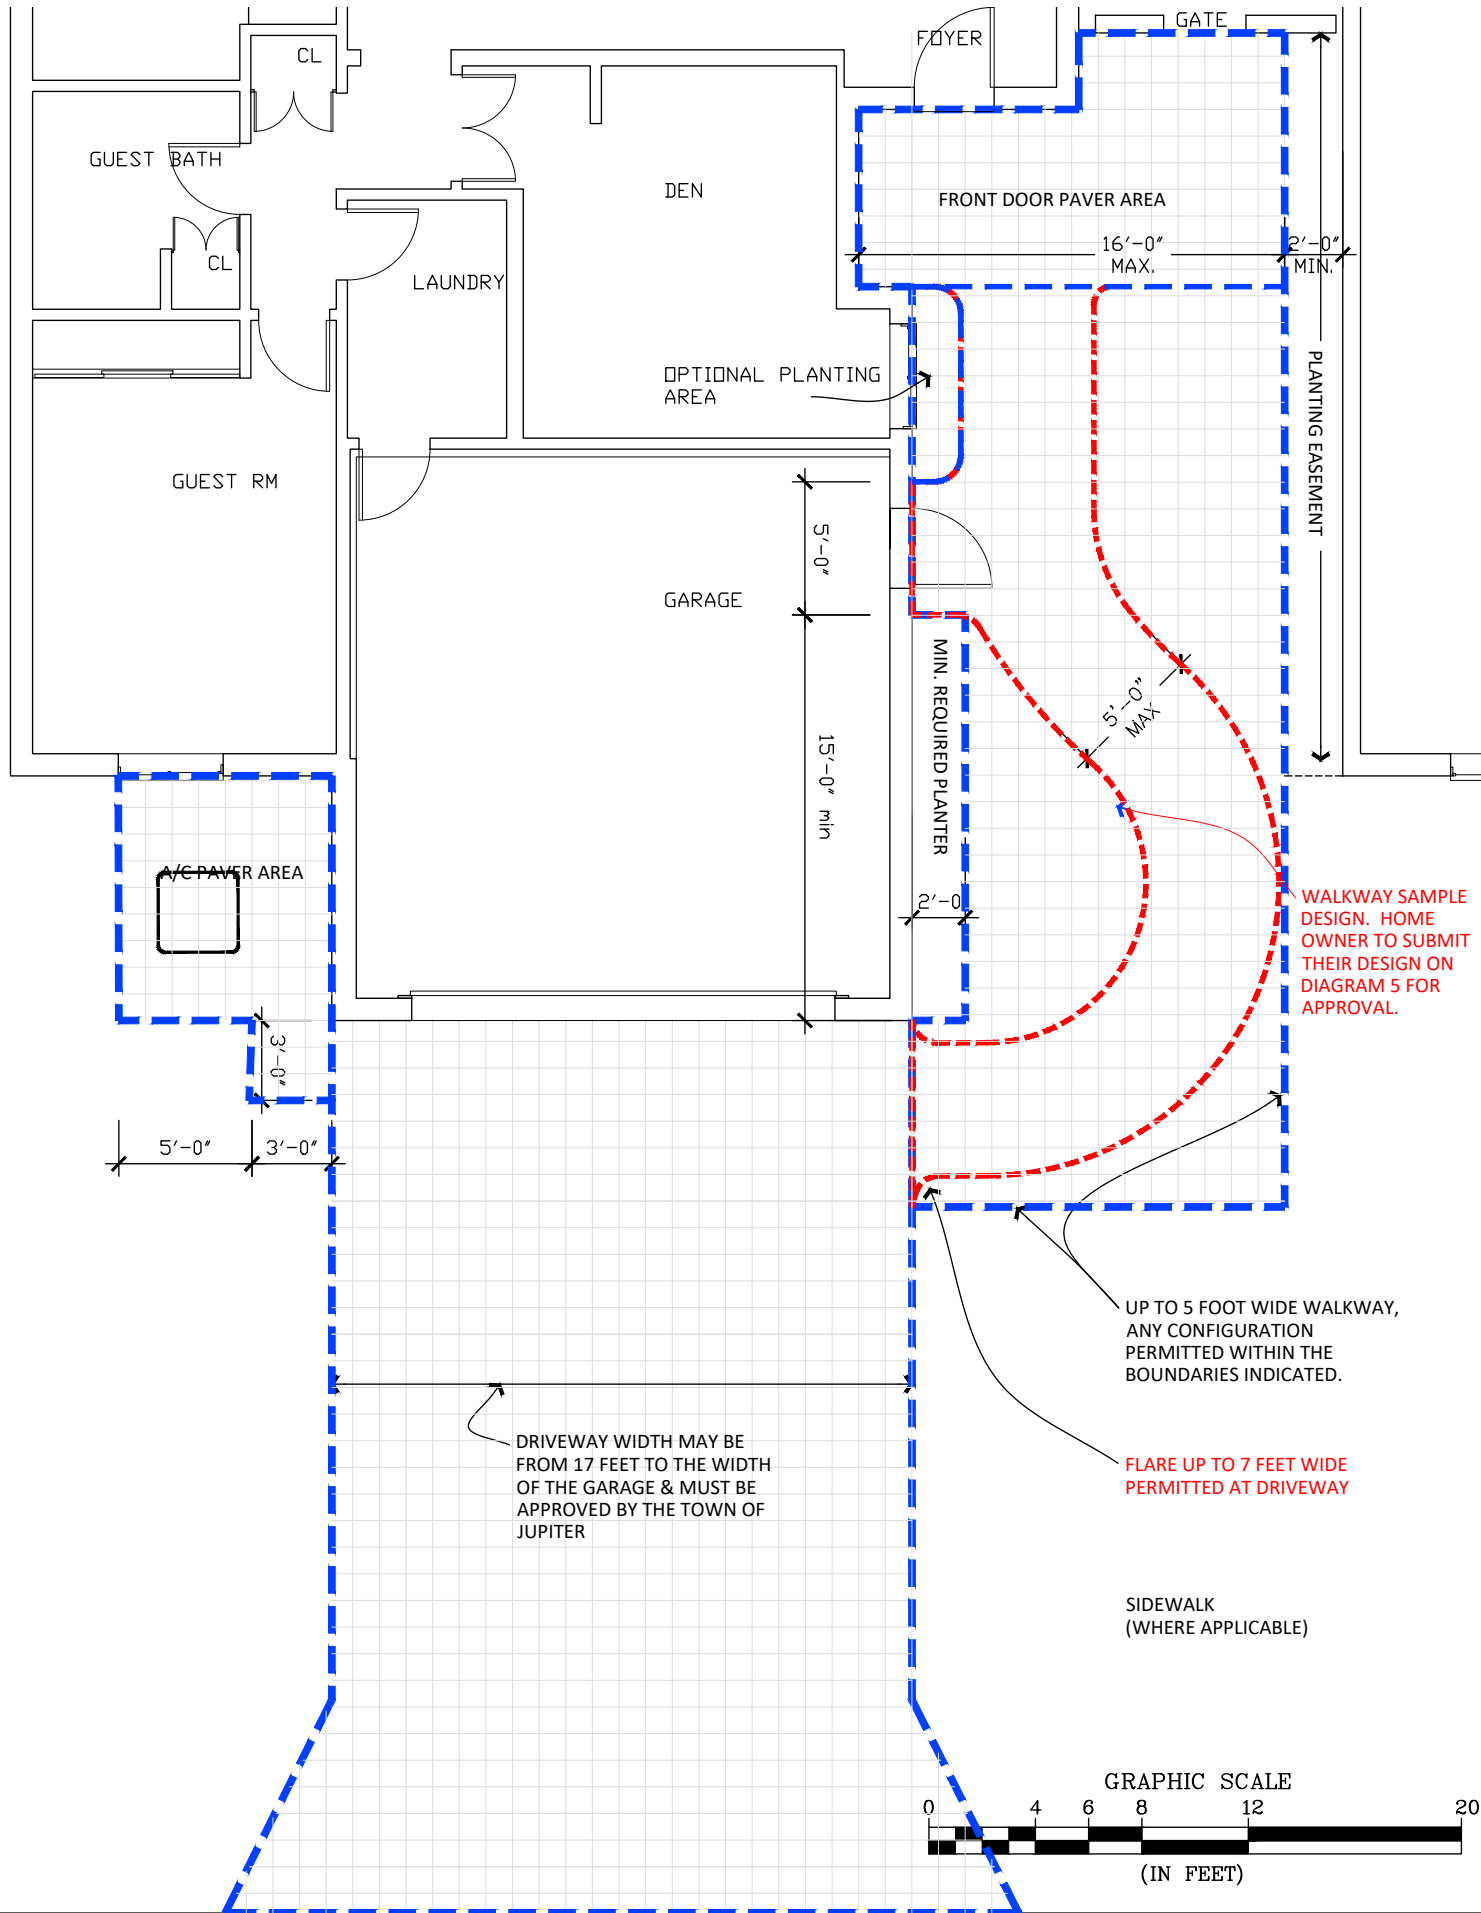 GATE
FOYER
CL
GUEST BATH
DEN
FRONT DOOR PAVER AREA
16'-0"
MAX.
2'-0"
MIN.
CL
LAUNDRY
PLANTING EASEMENT
OPTIONAL PLANTING
AREA
GUEST RM
5'-0"
GARAGE
MIN. REQUIRED PLANTER
5'-0"
MAX
15'-0" min
A/C PAVER AREA
2'-0
WALKWAY SAMPLE
DESIGN. HOME
OWNER TO SUBMIT
THEIR DESIGN ON
DIAGRAM 5 FOR
APPROVAL.
3'-0"
5'-0"
3'-0"
UP TO 5 FOOT WIDE WALKWAY,
ANY CONFIGURATION
PERMITTED WITHIN THE
BOUNDARIES INDICATED.
DRIVEWAY WIDTH MAY BE
FROM 17 FEET TO THE WIDTH
OF THE GARAGE & MUST BE
APPROVED BY THE TOWN OF
JUPITER
FLARE UP TO 7 FEET WIDE
PERMITTED AT DRIVEWAY
SIDEWALK
(WHERE APPLICABLE)
GRAPHIC SCALE
0 4 6 8 12 20
(IN FEET)